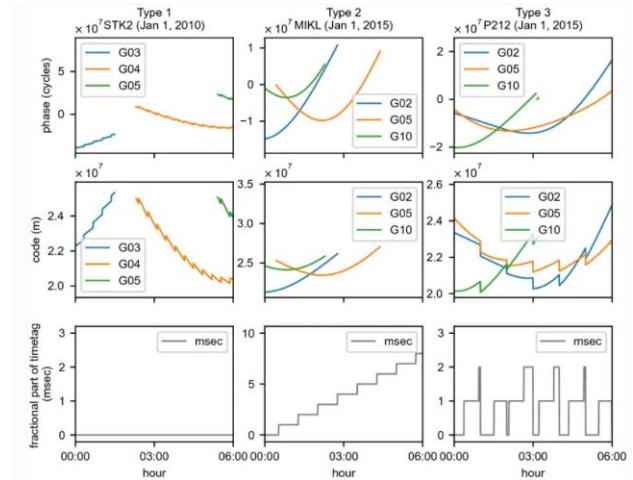 Type 1
× 10⁷ STK2 (Jan 1, 2010)
Type 2
× 10⁷ MIKL (Jan 1, 2015)
Type 3
× 10⁷ P212 (Jan 1, 2015)
phase (cycles)
5
0
G03
G04
G05
1
0
−1
G02
G05
G10
2
0
−2
G02
G05
G10
code (m)
× 10⁷
2.4
2.2
2.0
G03
G04
G05
× 10⁷
3.5
3.0
2.5
G02
G05
G10
× 10⁷
2.6
2.4
2.2
2.0
G02
G05
G10
fractional part of timetag
(msec)
3
2
1
0
msec
10
5
0
msec
3
2
1
0
msec
00:00 03:00 06:00
hour
00:00 03:00 06:00
hour
00:00 03:00 06:00
hour